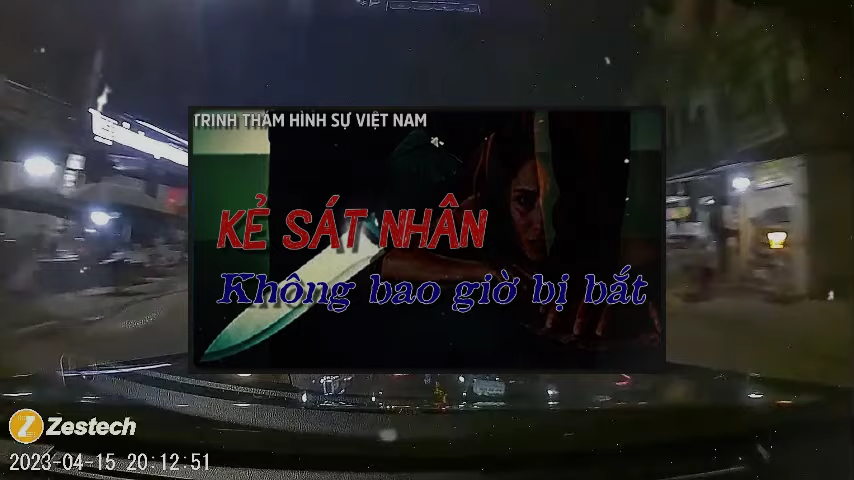 TRINH THÁM HÌNH SỰ VIỆT NAM
KẺ SÁT NHÂN
Không bao giờ bị bắt
Zestech
2023-04-15 20:12:51